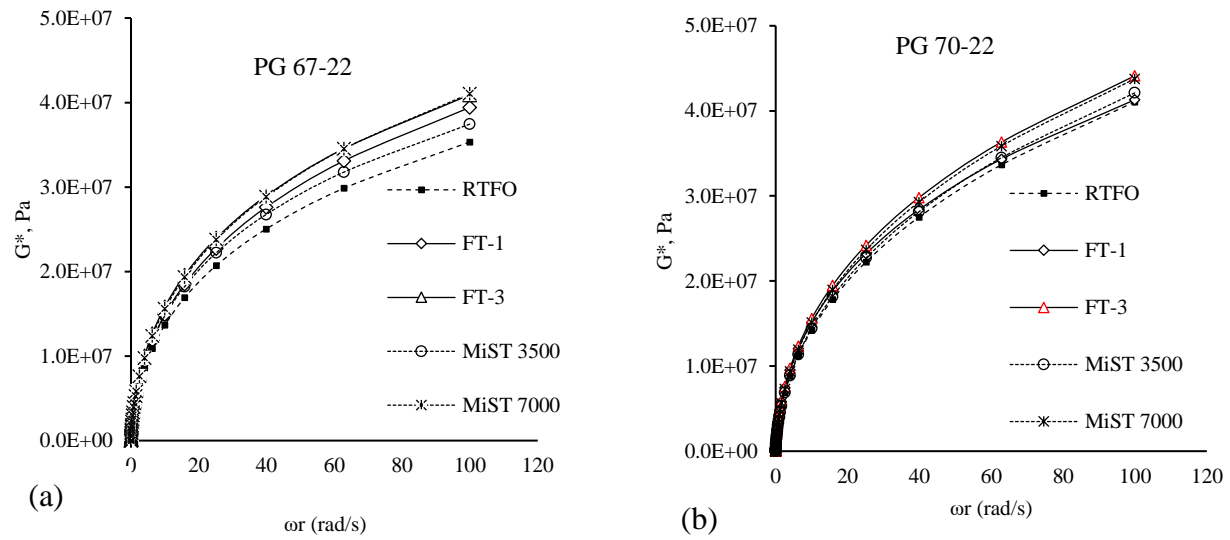 PG 67-22
5.0E+07
4.0E+07
3.0E+07
2.0E+07
1.0E+07
0.0E+00
G*, Pa
RTFO
FT-1
FT-3
MiST 3500
MiST 7000
0 20 40 60 80 100 120
ωr (rad/s)
(a)
PG 70-22
5.0E+07
4.0E+07
3.0E+07
2.0E+07
1.0E+07
0.0E+00
G*, Pa
RTFO
FT-1
FT-3
MiST 3500
MiST 7000
0 20 40 60 80 100 120
ωr (rad/s)
(b)